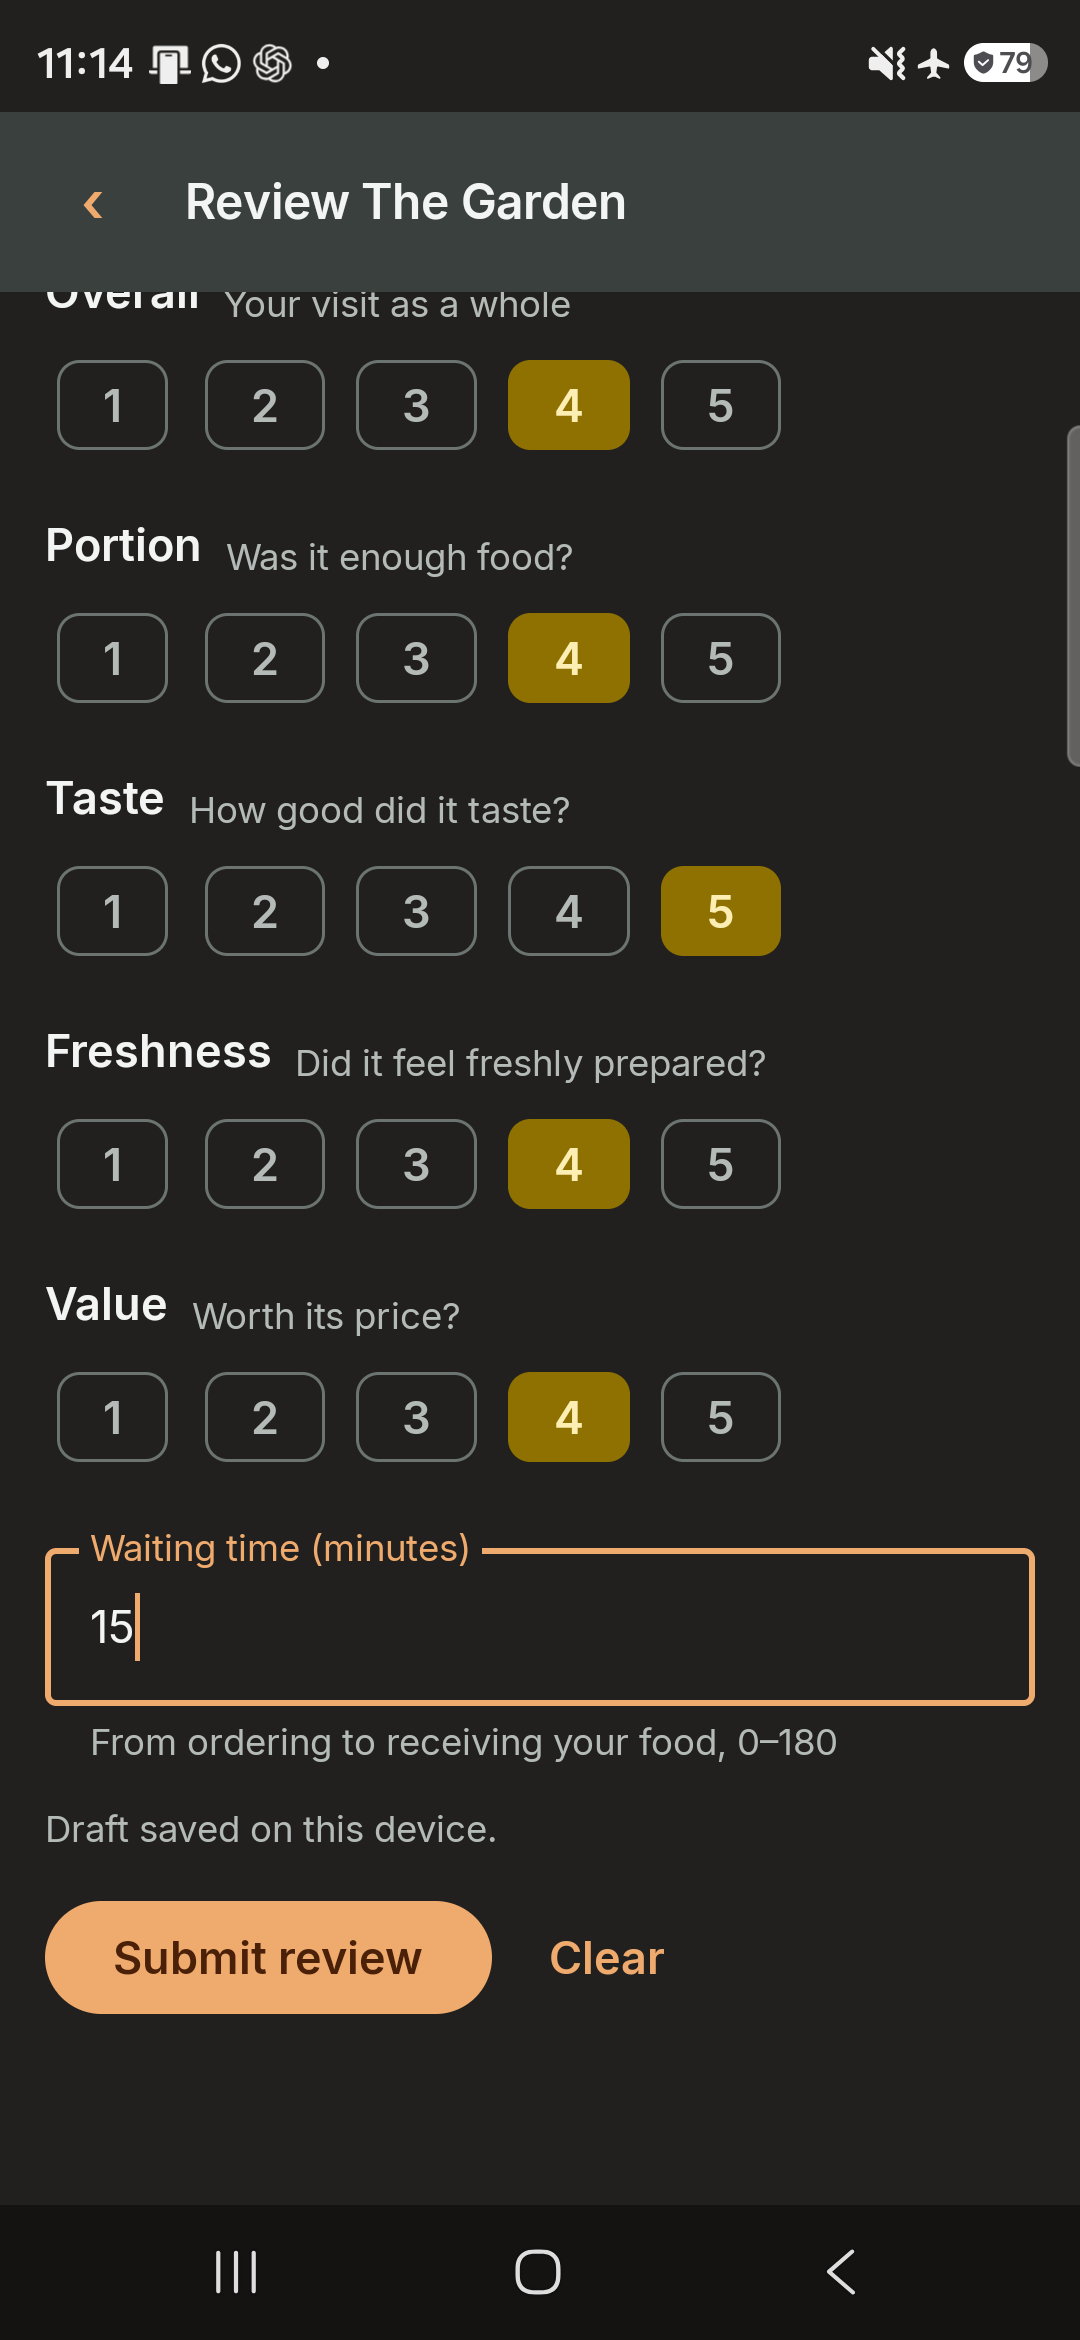 11:14
79
‹ Review The Garden
Overall Your visit as a whole
1 2 3 4 5
Portion Was it enough food?
1 2 3 4 5
Taste How good did it taste?
1 2 3 4 5
Freshness Did it feel freshly prepared?
1 2 3 4 5
Value Worth its price?
1 2 3 4 5
Waiting time (minutes)
15
From ordering to receiving your food, 0–180
Draft saved on this device.
Submit review Clear